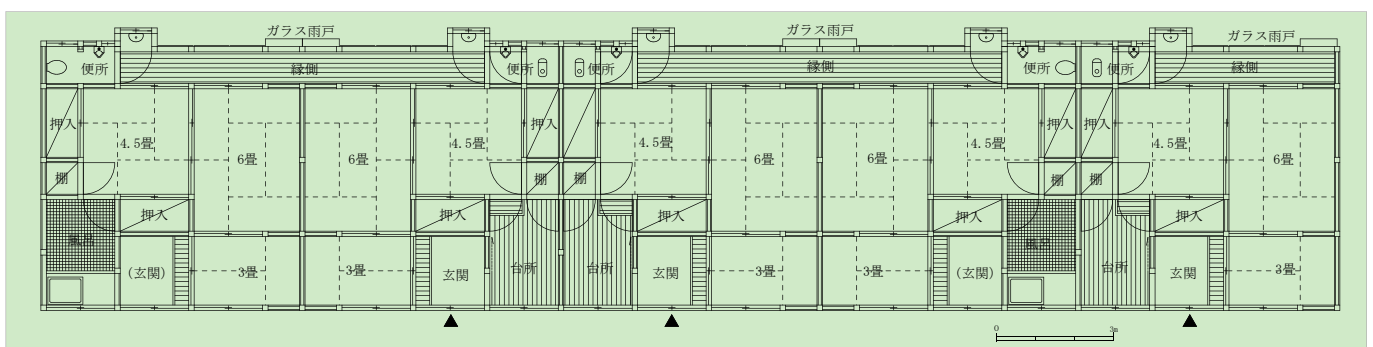 ガラス雨戸 ガラス雨戸 ガラス雨戸
便所 縁側 便所 便所 縁側 便所 便所 縁側
押入 4.5畳 6畳 6畳 4.5畳 押入 4.5畳 6畳 6畳 4.5畳 押入 押入 4.5畳 6畳
棚 棚 棚 棚 棚
押入 押入 押入 押入 押入
風呂 (玄関) 3畳 3畳 玄関 台所 台所 玄関 3畳 3畳 (玄関) 風呂 台所 玄関 3畳
0 3m